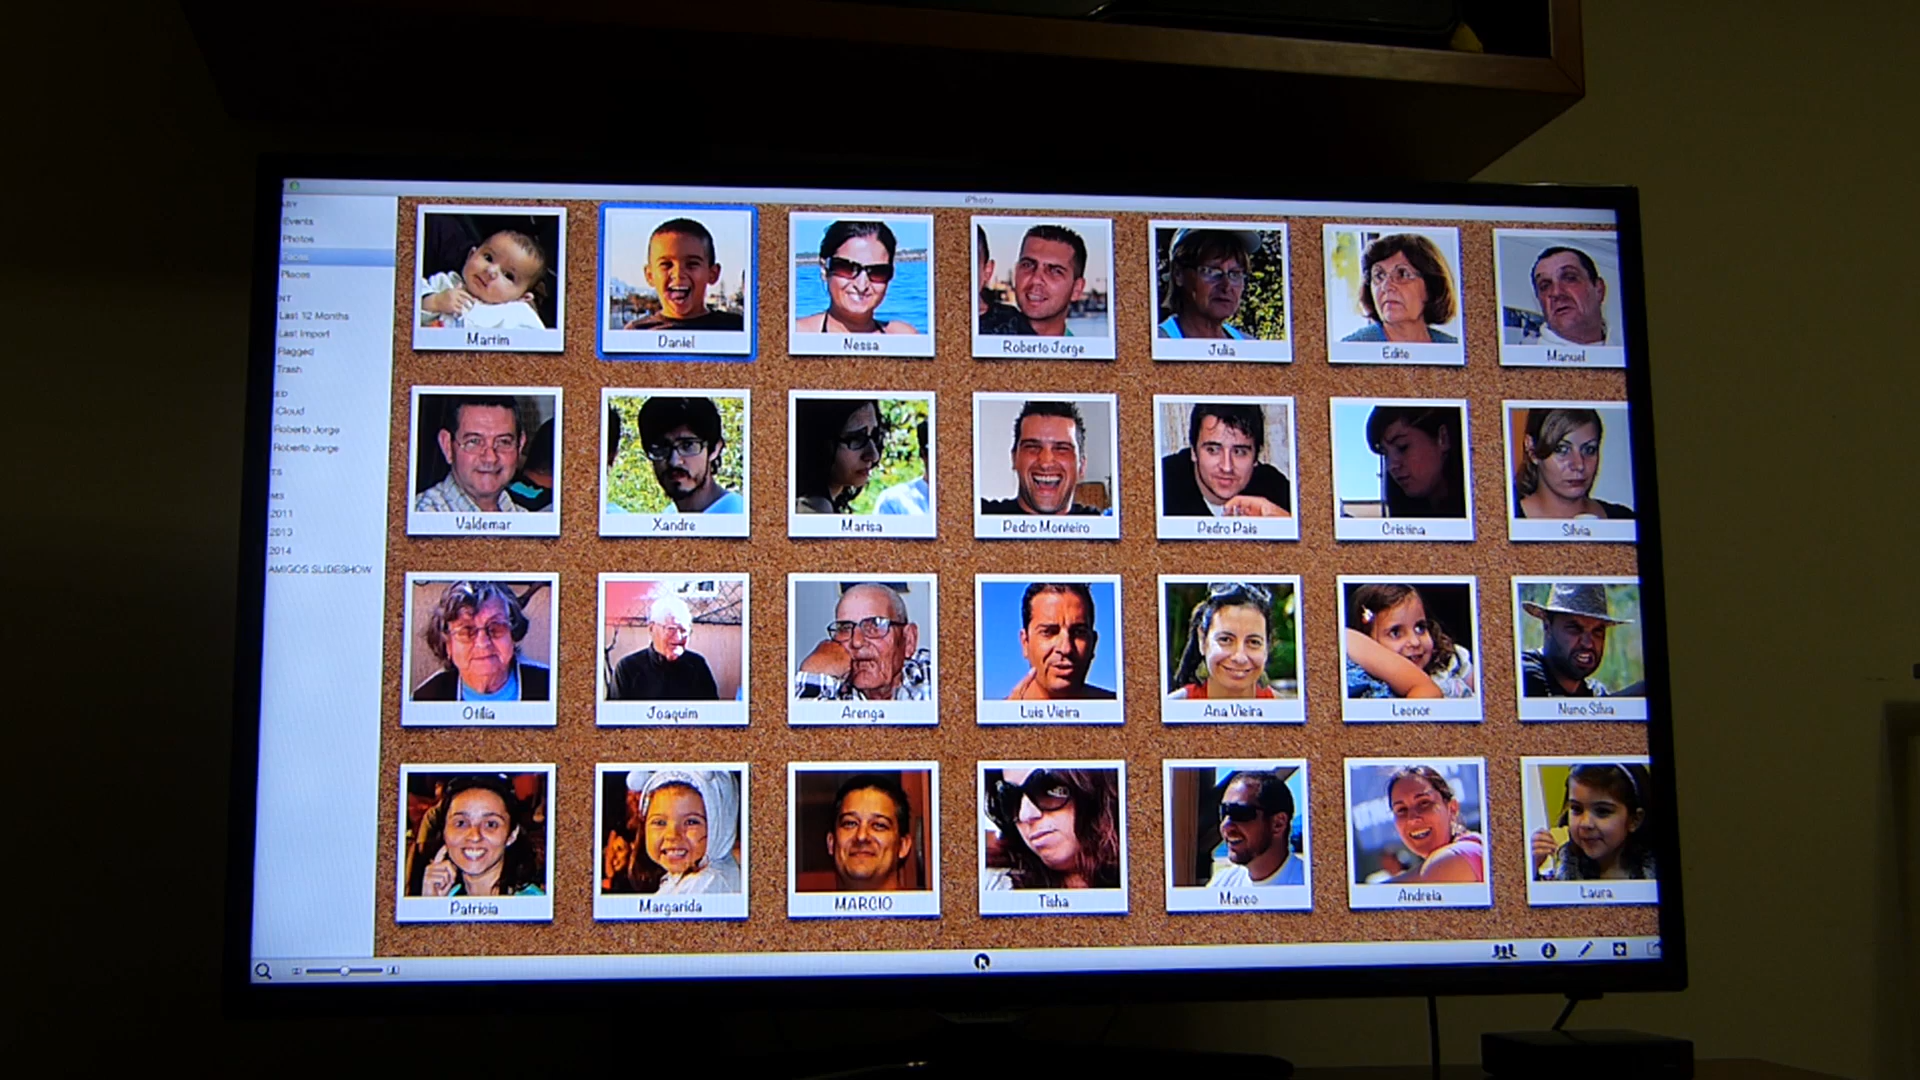 iPhoto
Events
Photos
Faces
Places
Last 12 Months
Last Import
Flagged
Trash
iCloud
Roberto Jorge
Roberto Jorge
2011
2013
2014
AMIGOS SLIDESHOW
Martim
Daniel
Nessa
Roberto Jorge
Julia
Edite
Manuel
Valdemar
Xandre
Marisa
Pedro Monteiro
Pedro Pais
Cristina
Silvia
Otília
Joaquim
Arenga
Luis Vieira
Ana Vieira
Leonor
Nuno Silva
Patricia
Margarida
MARCIO
Tisha
Marco
Andreia
Laura